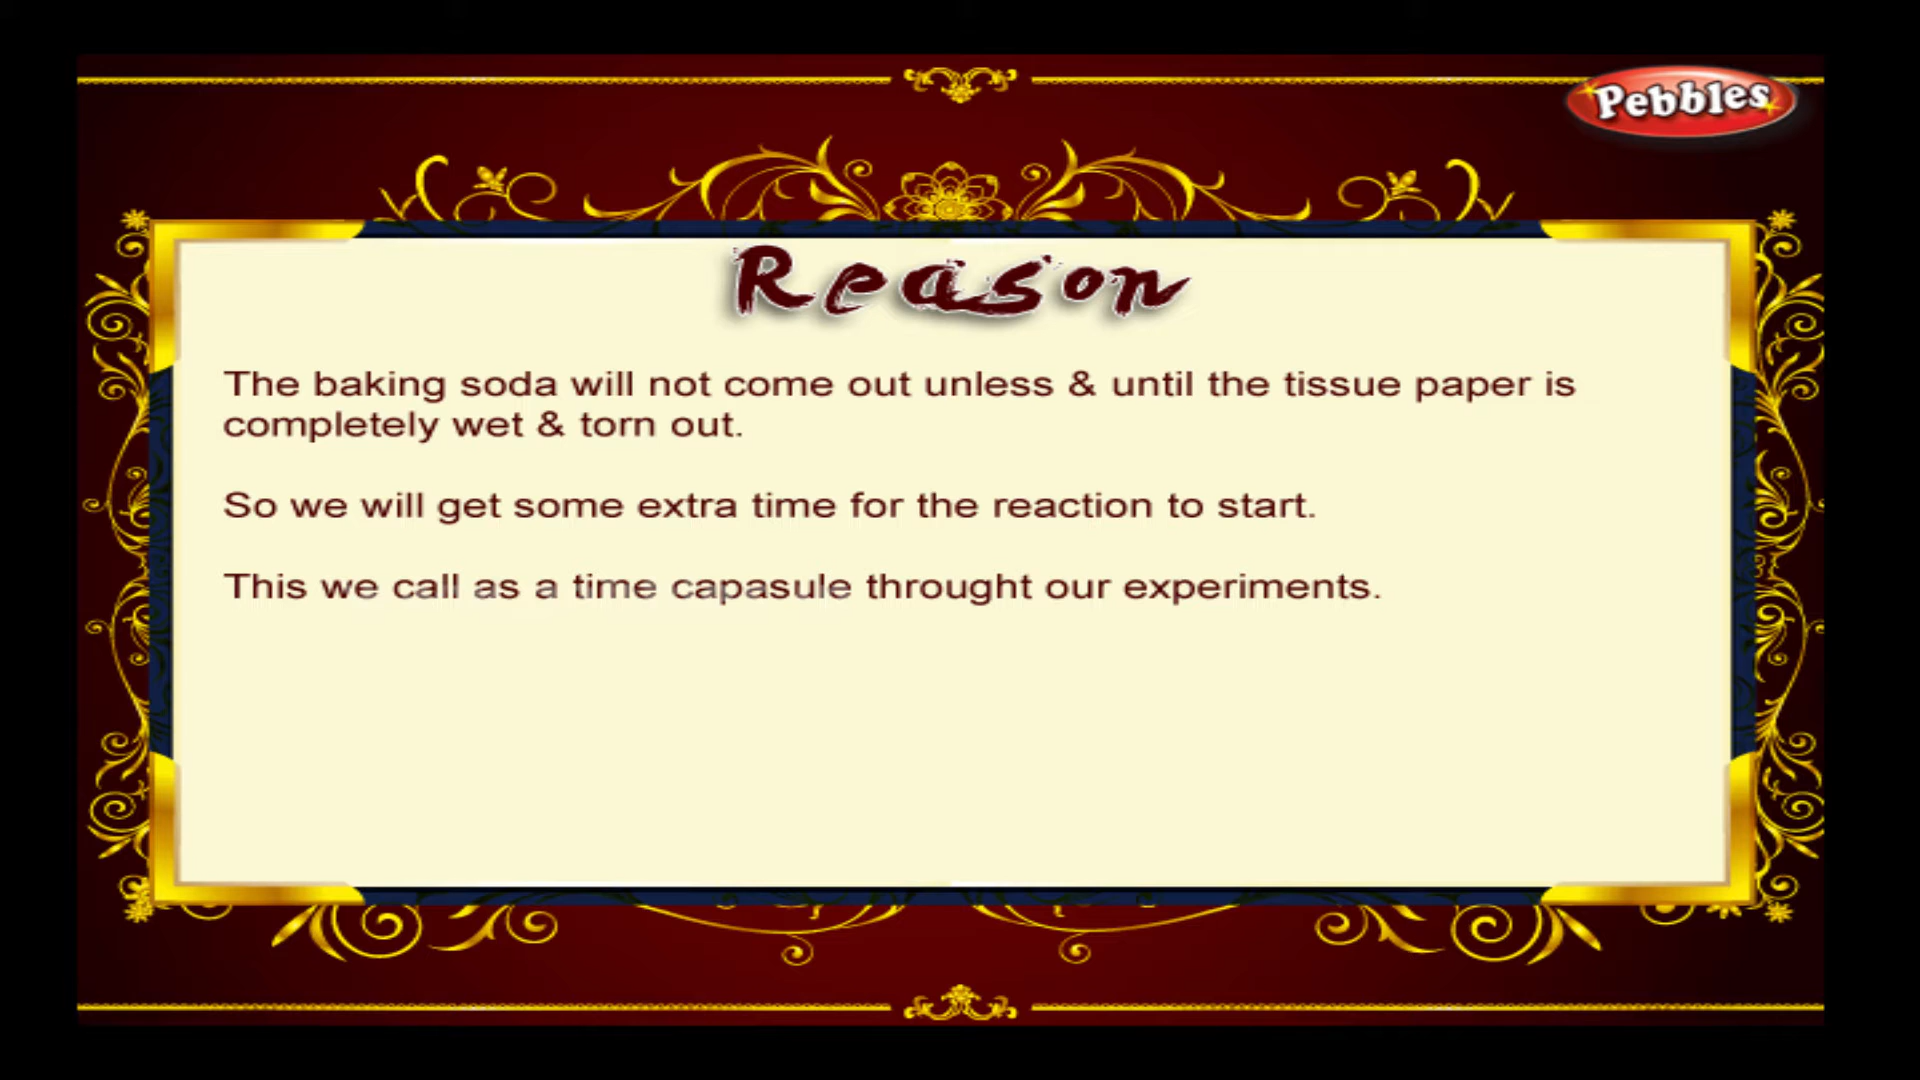 Pebbles
Reason
The baking soda will not come out unless & until the tissue paper is
completely wet & torn out.
So we will get some extra time for the reaction to start.
This we call as a time capasule throught our experiments.